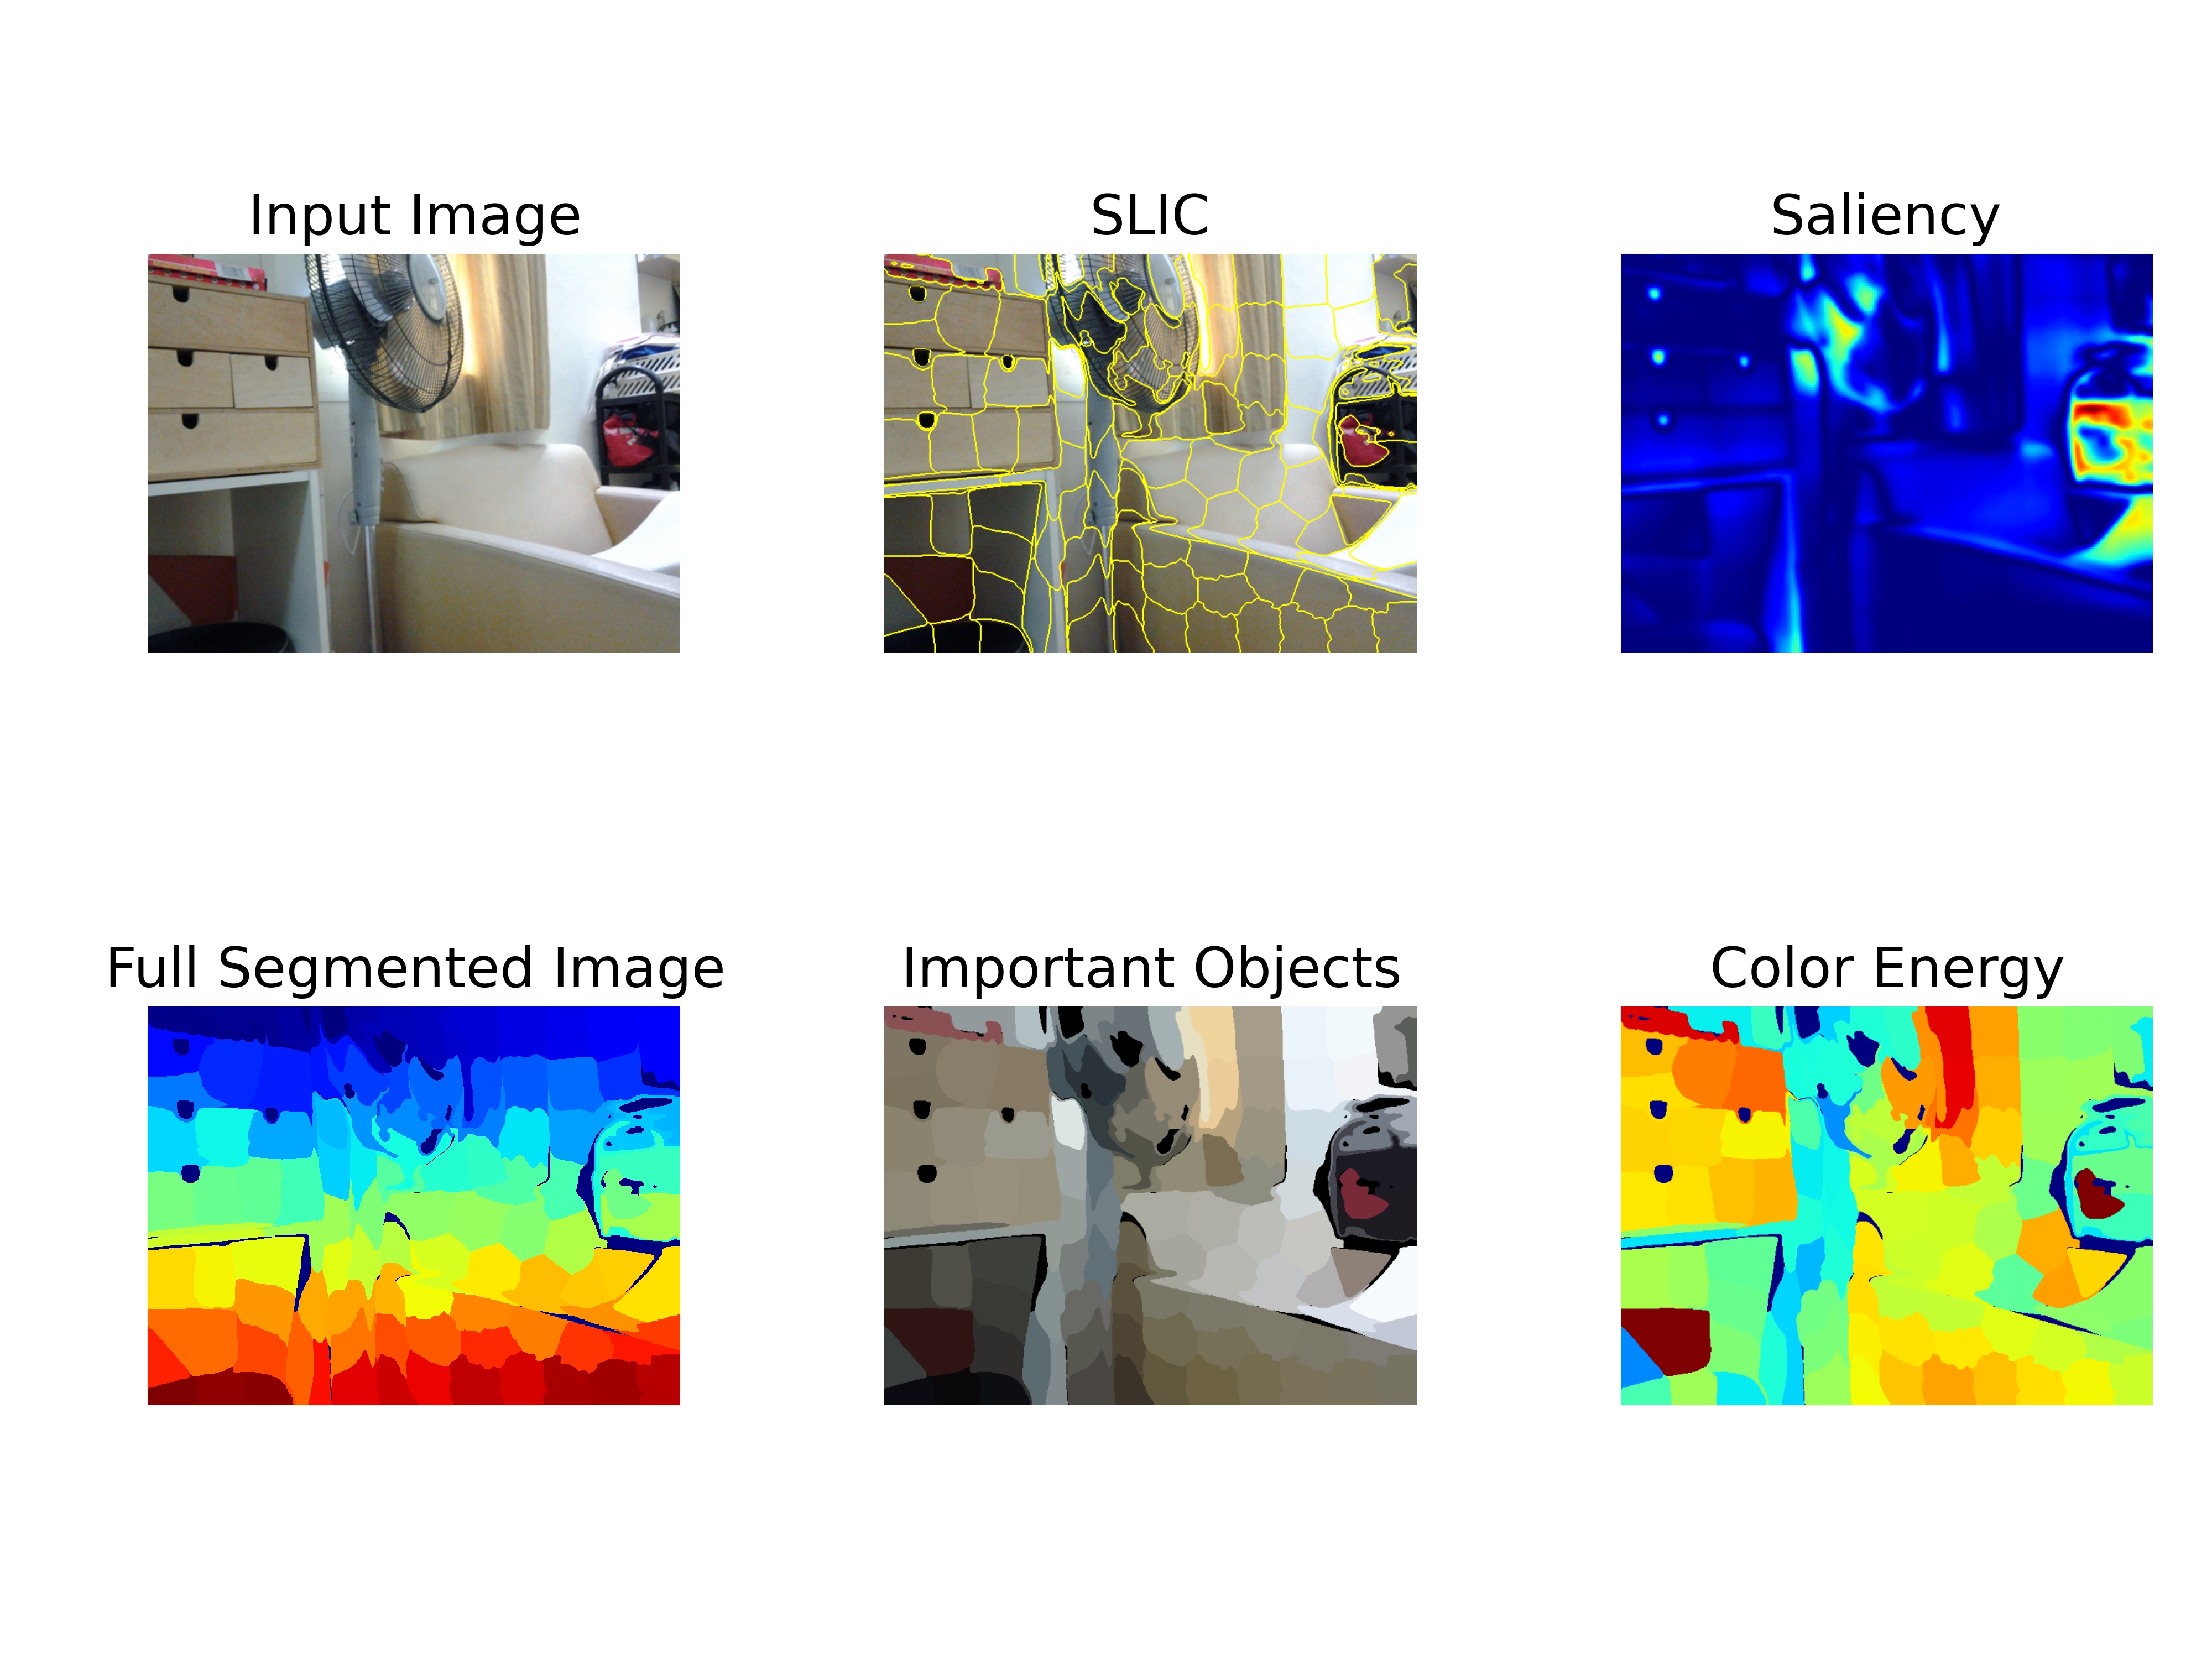 Input Image
SLIC
Saliency
Full Segmented Image
Important Objects
Color Energy